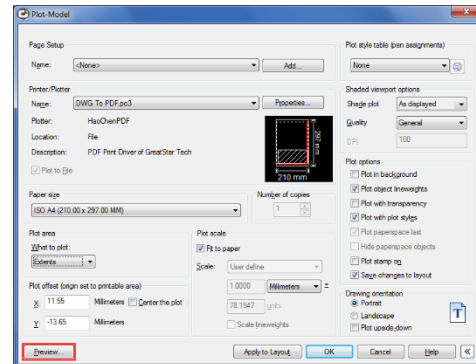 Plot-Model
Page Setup
Name: <None> Add...
Printer/Plotter
Name: DWG To PDF.pc3 Properties...
Plotter: HaoChenPDF
Location: File
Description: PDF Print Driver of GreatStar Tech
Plot to File
297 mm
210 mm
Paper size
ISO A4 (210.00 x 297.00 MM)
Number of copies
1
Plot area
What to plot:
Extents
Plot offset (origin set to printable area)
X: 11.55 Millimeters Center the plot
Y: -13.65 Millimeters
Plot scale
Fit to paper
Scale: User define
1.0000 Millimeters =
78.1947 units
Scale lineweights
Plot style table (pen assignments)
None
Shaded viewport options
Shade plot As displayed
Quality General
DPI 100
Plot options
Plot in background
Plot object lineweights
Plot with transparency
Plot with plot styles
Plot paperspace last
Hide paperspace objects
Plot stamp on
Save changes to layout
Drawing orientation
Portrait
Landscape
Plot upside-down
T
Preview... Apply to Layout OK Cancel Help